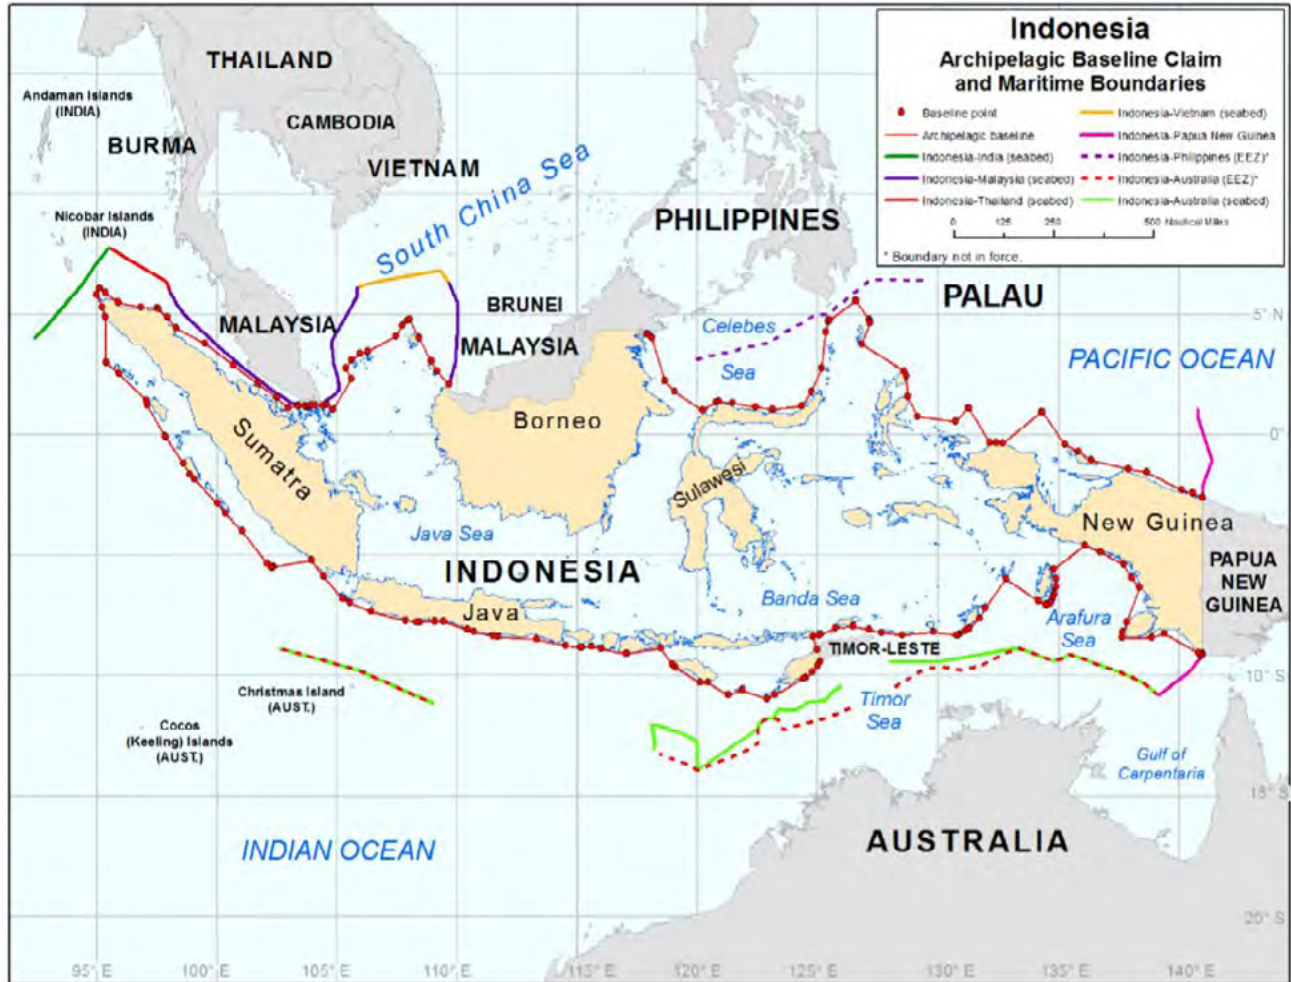 Indonesia
Archipelagic Baseline Claim
and Maritime Boundaries
Baseline point
Archipelagic baseline
Indonesia-India (seabed)
Indonesia-Malaysia (seabed)
Indonesia-Thailand (seabed)
Indonesia-Vietnam (seabed)
Indonesia-Papua New Guinea
Indonesia-Philippines (EEZ)*
Indonesia-Australia (EEZ)*
Indonesia-Australia (seabed)
0 125 250 500 Nautical Miles
* Boundary not in force.
THAILAND
Andaman Islands
(INDIA)
CAMBODIA
BURMA
VIETNAM
South China Sea
Nicobar Islands
(INDIA)
PHILIPPINES
PALAU
BRUNEI
MALAYSIA
MALAYSIA
Celebes
Sea
5° N
PACIFIC OCEAN
Borneo
0°
Sumatra
Sulawesi
New Guinea
Java Sea
INDONESIA
PAPUA
NEW
GUINEA
Banda Sea
Java
Arafura
Sea
TIMOR-LESTE
10° S
Christmas Island
(AUST.)
Timor
Sea
Cocos
(Keeling) Islands
(AUST.)
Gulf of
Carpentaria
15° S
INDIAN OCEAN
AUSTRALIA
20° S
95° E 100° E 105° E 110° E 115° E 120° E 125° E 130° E 135° E 140° E